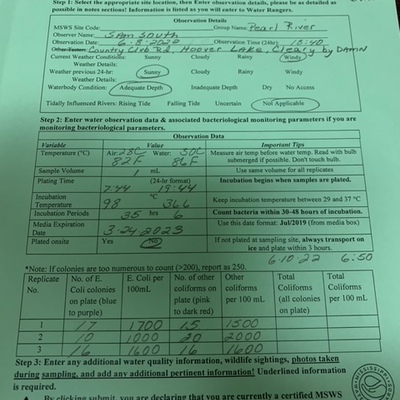 Step 1: Select the appropriate site location, then Enter observation details, please be as detailed as
possible in notes sections! Information is listed as you will enter to Water Rangers.
Observation Details
MSWS Site Code: Group Name: Pearl River
Observer Name: Sam South
Observation Date: 6-8-2022 Observation Time (24hr) 18:40
Country Club Rd, Hoover Lake, Cleary by DAMN
Current Weather Conditions: Sunny Cloudy Rainy Windy
Weather Details:
Weather previous 24-hr: Sunny Cloudy Rainy Windy
Weather Details:
Waterbody Condition: Adequate Depth Inadequate Depth Dry No Access
Tidally Influenced Rivers: Rising Tide Falling Tide Uncertain Not Applicable
Step 2: Enter water observation data & associated bacteriological monitoring parameters if you are
monitoring bacteriological parameters.
Observation Data
Variable Value Important Tips
Temperature (°C) Air: 28C Water: 30C Measure air temp before water temp. Read with bulb
82F 86F submerged if possible. Don't touch bulb.
Sample Volume 1 mL Use same volume for all replicates
Plating Time (24-hr format) Incubation begins when samples are plated.
7:44 19:44
Incubation °C Keep incubation temperature between 29 and 37 °C
Temperature 98 36.6
Incubation Periods 35 hrs 6 Count bacteria within 30-48 hours of incubation.
Media Expiration Use this date format: Jul/2019 (from media box)
Date 3-24-2023
Plated onsite Yes No If not plated at sampling site, always transport on
ice and plate within 3 hours.
6-10-22 6:50
*Note: If colonies are too numerous to count (>200), report as 250.
Replicate No. of E. E. Coli per No. of other Other Total Total
No. Coli colonies 100mL coliforms on coliforms Coliforms Coliforms
on plate (blue plate (pink per 100 mL (all colonies per 100 mL
to purple) to dark red) on plate)
1 17 1700 15 1500
2 10 1000 20 2000
3 16 1600 16 1600
Step 3: Enter any additional water quality information, wildlife sightings, photos taken
during sampling, and add any additional pertinent information! Underlined information
is required.
By clicking submit, you are declaring that you are currently a certified MSWS